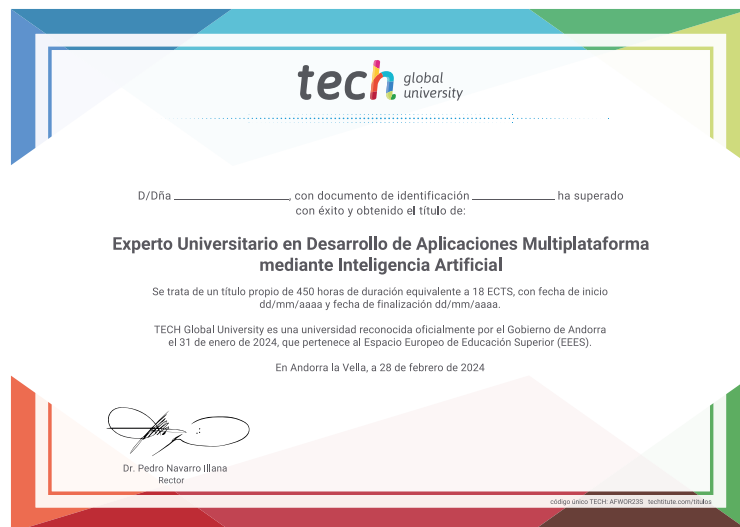 tech global university
D/Dña ____________________, con documento de identificación ______________ ha superado
con éxito y obtenido el título de:
Experto Universitario en Desarrollo de Aplicaciones Multiplataforma
mediante Inteligencia Artificial
Se trata de un título propio de 450 horas de duración equivalente a 18 ECTS, con fecha de inicio
dd/mm/aaaa y fecha de finalización dd/mm/aaaa.
TECH Global University es una universidad reconocida oficialmente por el Gobierno de Andorra
el 31 de enero de 2024, que pertenece al Espacio Europeo de Educación Superior (EEES).
En Andorra la Vella, a 28 de febrero de 2024
Dr. Pedro Navarro Illana
Rector
código único TECH: AFWOR23S techtitute.com/titulos